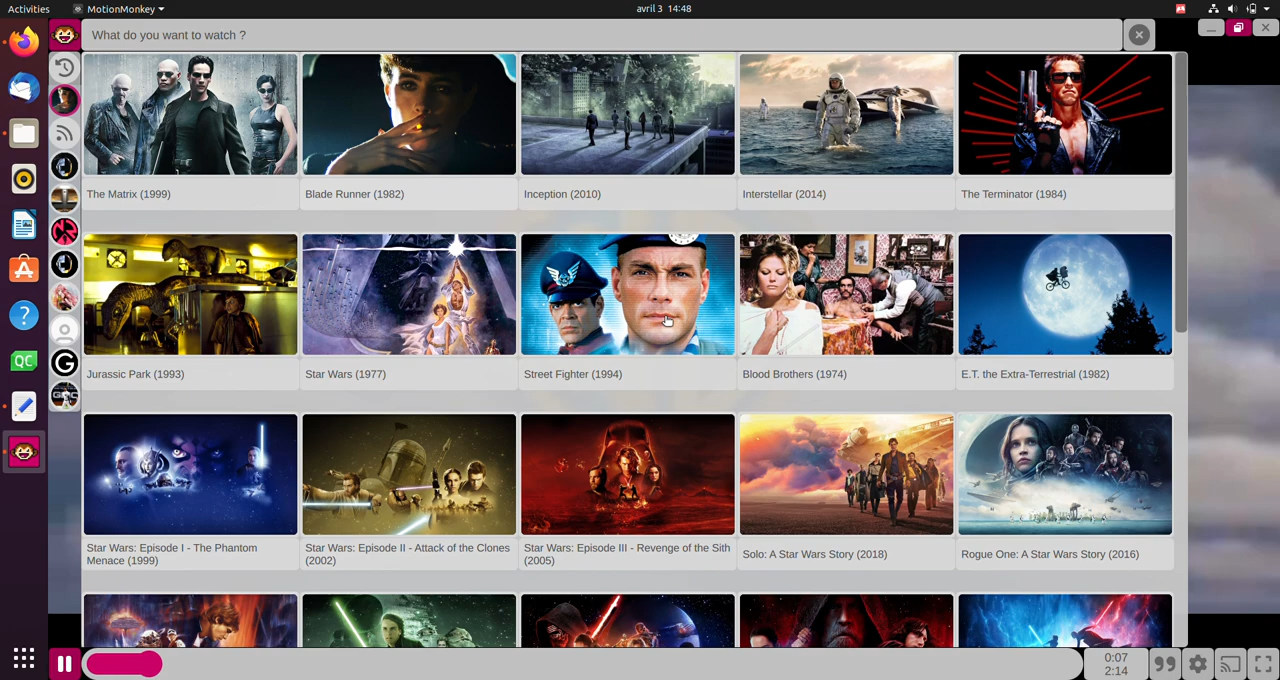 Activities
MotionMonkey
avril 3 14:48
What do you want to watch ?
The Matrix (1999)
Blade Runner (1982)
Inception (2010)
Interstellar (2014)
The Terminator (1984)
Jurassic Park (1993)
Star Wars (1977)
Street Fighter (1994)
Blood Brothers (1974)
E.T. the Extra-Terrestrial (1982)
Star Wars: Episode I - The Phantom
Menace (1999)
Star Wars: Episode II - Attack of the Clones
(2002)
Star Wars: Episode III - Revenge of the Sith
(2005)
Solo: A Star Wars Story (2018)
Rogue One: A Star Wars Story (2016)
QC
G
0:07
2:14